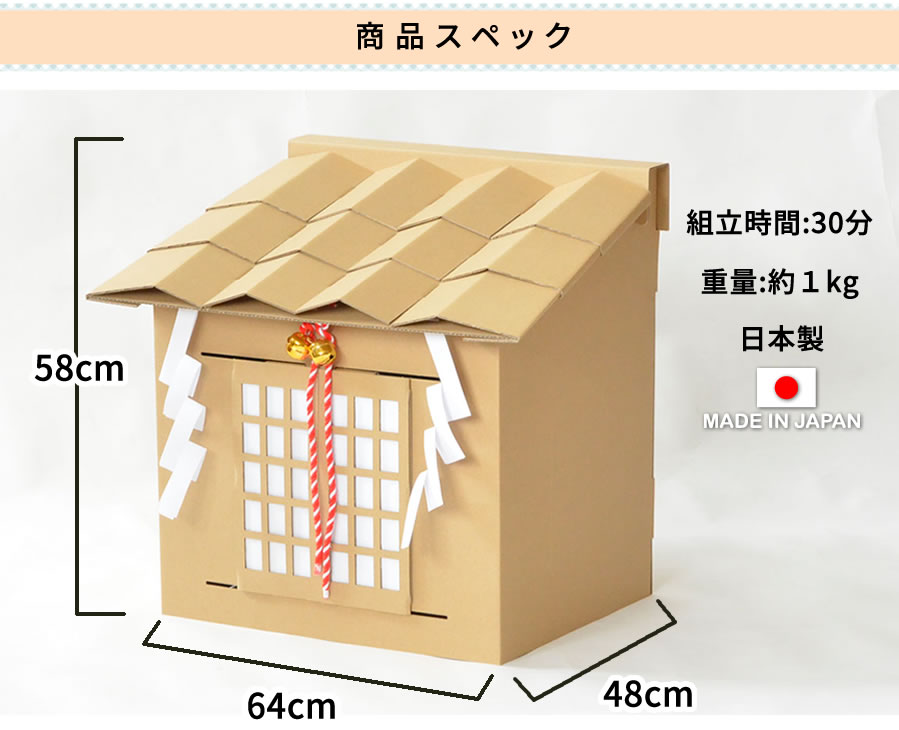 商品スペック
組立時間:30分
重量:約１kg
日本製
MADE IN JAPAN
58cm
64cm
48cm